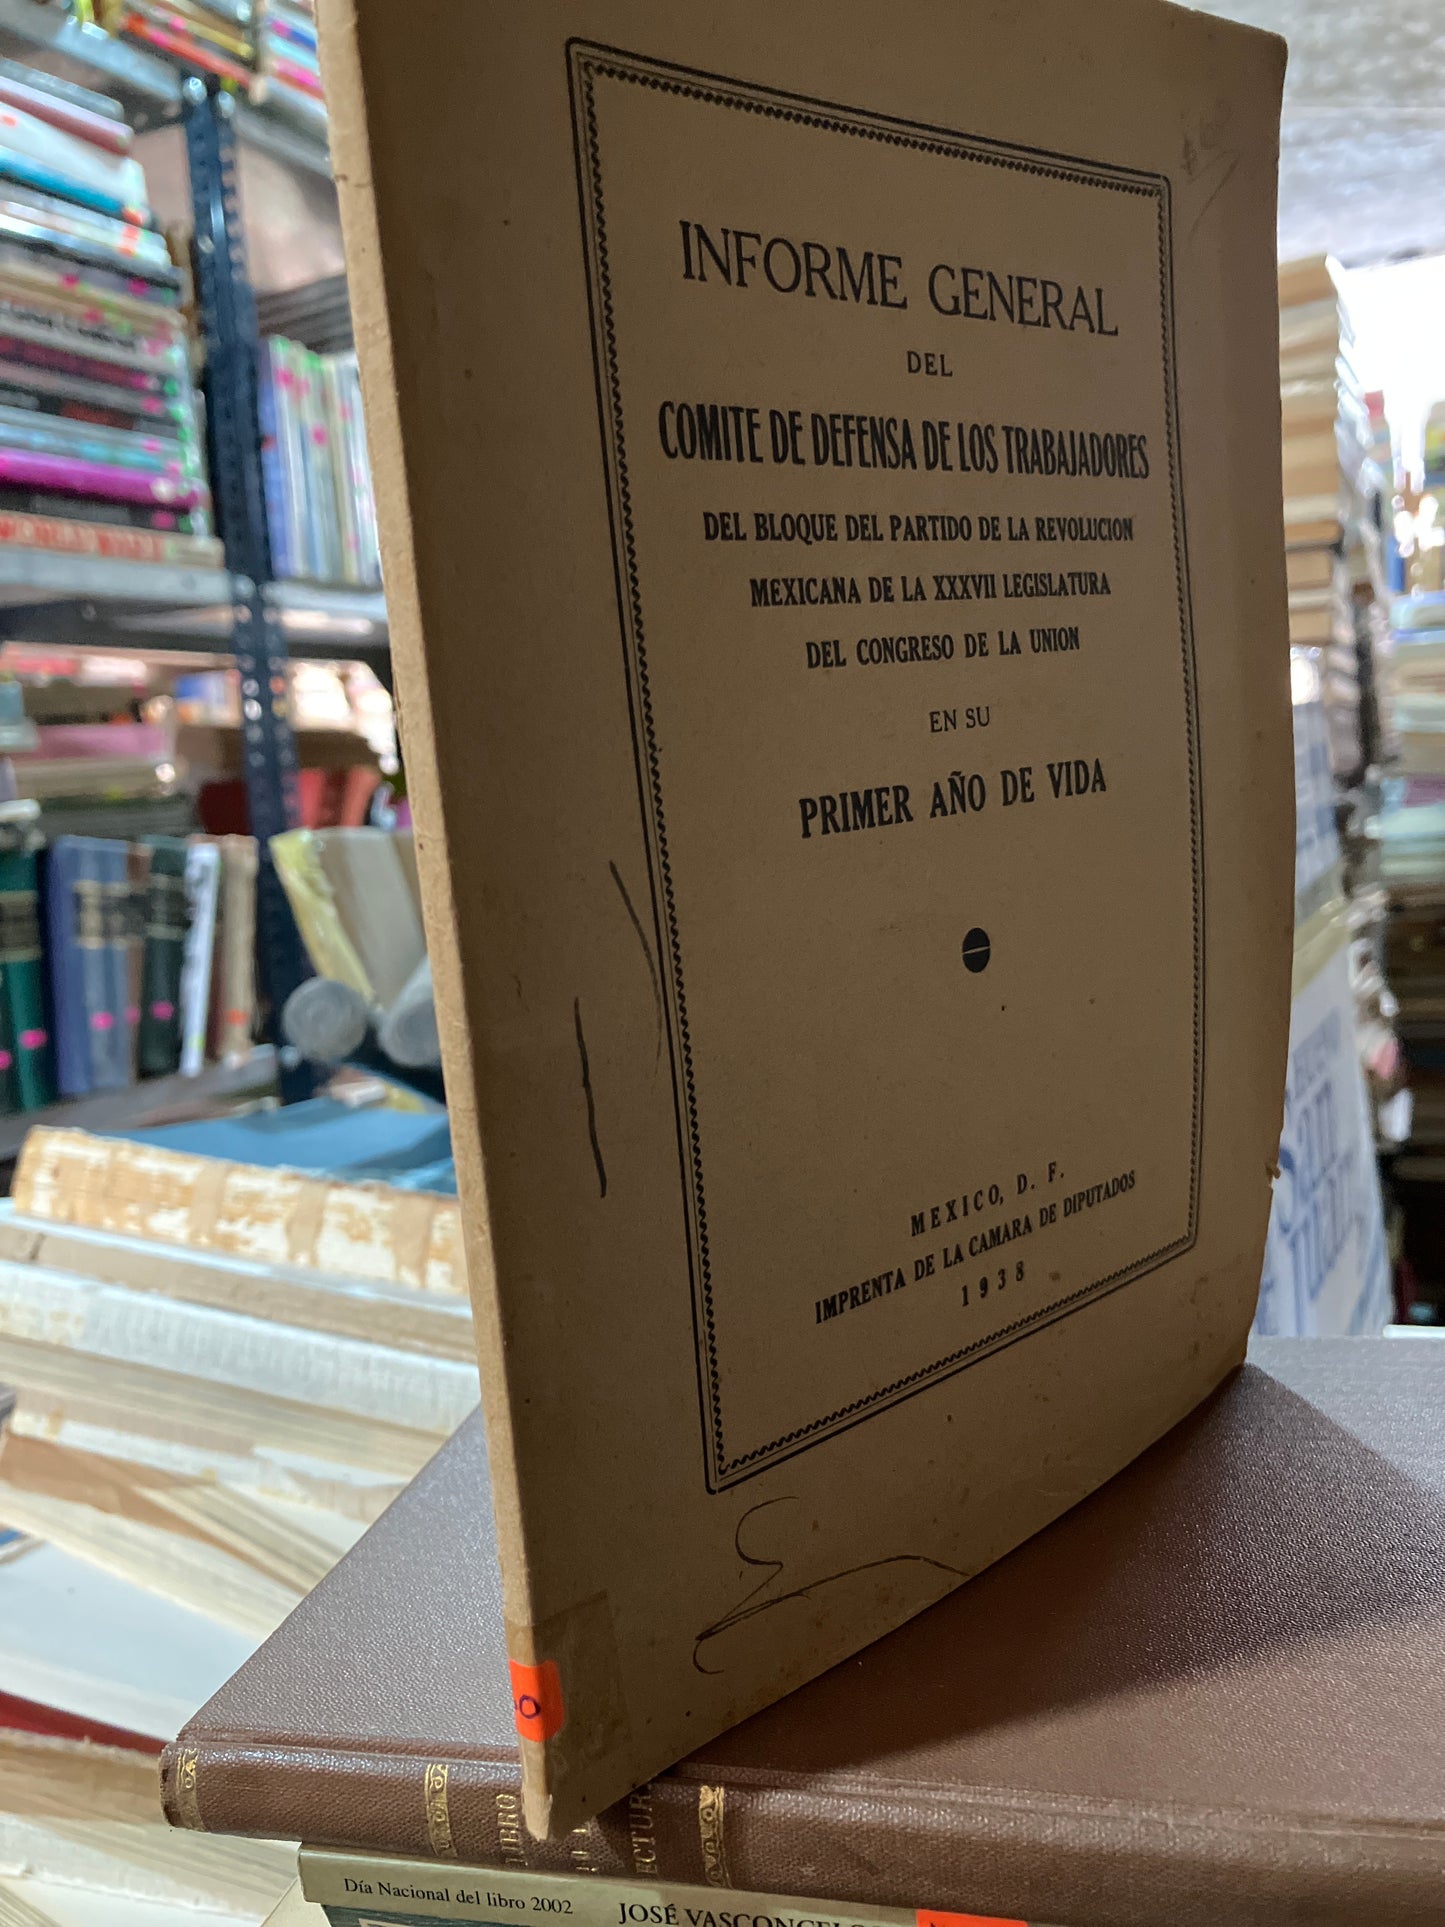 INFORME GENERAL
DEL
COMITE DE DEFENSA DE LOS TRABAJADORES
DEL BLOQUE DEL PARTIDO DE LA REVOLUCION
MEXICANA DE LA XXXVII LEGISLATURA
DEL CONGRESO DE LA UNION
EN SU
PRIMER AÑO DE VIDA
MEXICO, D. F.
IMPRENTA DE LA CAMARA DE DIPUTADOS
1938
Día Nacional del libro 2002 JOSÉ VASCONCELOS